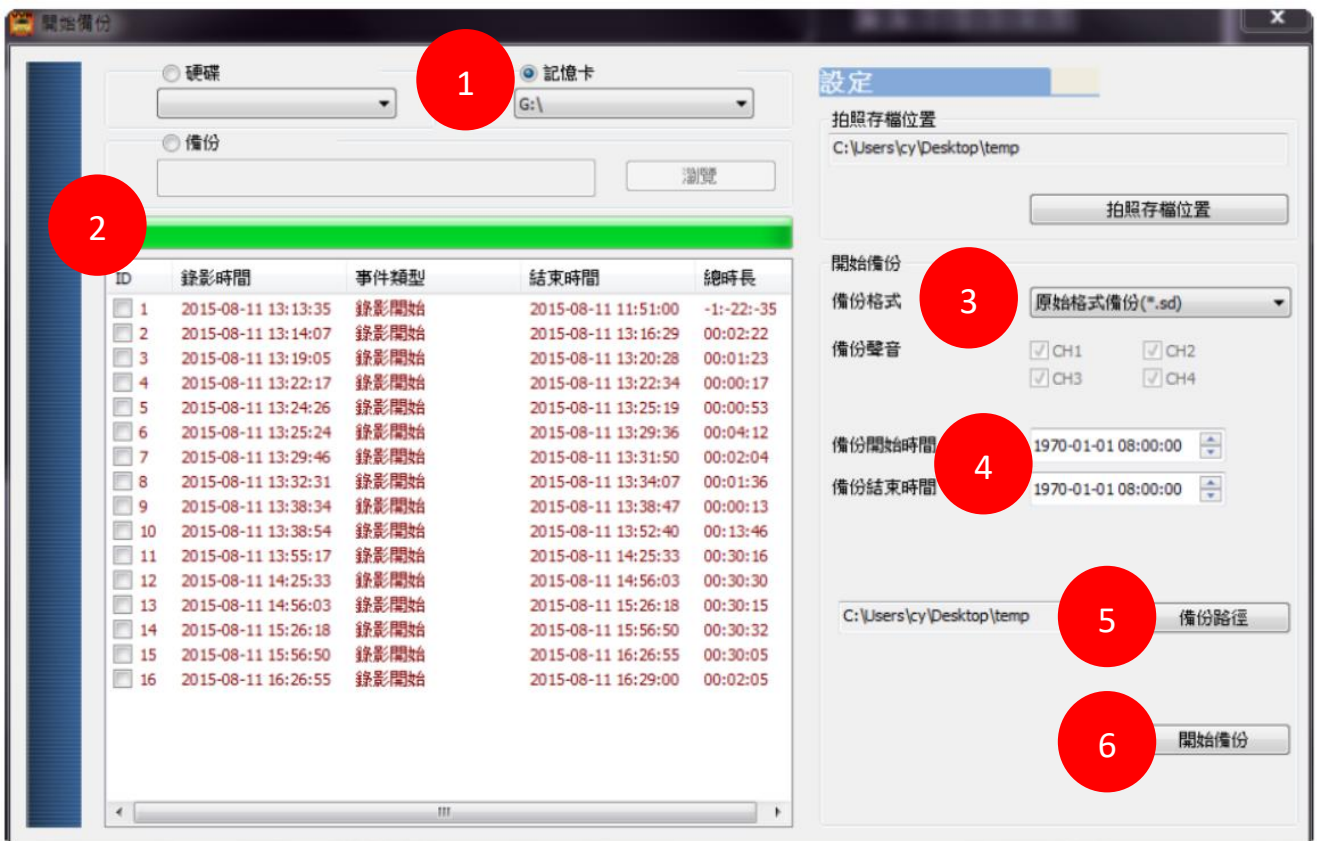 開始備份
x
硬碟
1
記憶卡
G:\
備份
瀏覽
2
ID 錄影時間 事件類型 結束時間 總時長
1 2015-08-11 13:13:35 錄影開始 2015-08-11 11:51:00 -1:-22:-35
2 2015-08-11 13:14:07 錄影開始 2015-08-11 13:16:29 00:02:22
3 2015-08-11 13:19:05 錄影開始 2015-08-11 13:20:28 00:01:23
4 2015-08-11 13:22:17 錄影開始 2015-08-11 13:22:34 00:00:17
5 2015-08-11 13:24:26 錄影開始 2015-08-11 13:25:19 00:00:53
6 2015-08-11 13:25:24 錄影開始 2015-08-11 13:29:36 00:04:12
7 2015-08-11 13:29:46 錄影開始 2015-08-11 13:31:50 00:02:04
8 2015-08-11 13:32:31 錄影開始 2015-08-11 13:34:07 00:01:36
9 2015-08-11 13:38:34 錄影開始 2015-08-11 13:38:47 00:00:13
10 2015-08-11 13:38:54 錄影開始 2015-08-11 13:52:40 00:13:46
11 2015-08-11 13:55:17 錄影開始 2015-08-11 14:25:33 00:30:16
12 2015-08-11 14:25:33 錄影開始 2015-08-11 14:56:03 00:30:30
13 2015-08-11 14:56:03 錄影開始 2015-08-11 15:26:18 00:30:15
14 2015-08-11 15:26:18 錄影開始 2015-08-11 15:56:50 00:30:32
15 2015-08-11 15:56:50 錄影開始 2015-08-11 16:26:55 00:30:05
16 2015-08-11 16:26:55 錄影開始 2015-08-11 16:29:00 00:02:05
設定
拍照存檔位置
C:\Users\cy\Desktop\temp
拍照存檔位置
開始備份
備份格式 3 原始格式備份(*.sd)
備份聲音 CH1 CH2
CH3 CH4
備份開始時間 1970-01-01 08:00:00
4
備份結束時間 1970-01-01 08:00:00
C:\Users\cy\Desktop\temp 5 備份路徑
6 開始備份